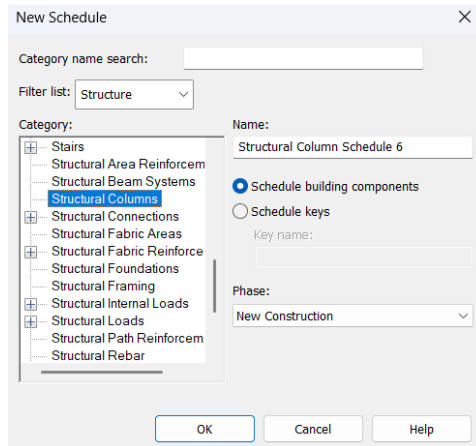 New Schedule
Category name search:
Filter list: Structure
Category:
Stairs
Structural Area Reinforcem
Structural Beam Systems
Structural Columns
Structural Connections
Structural Fabric Areas
Structural Fabric Reinforce
Structural Foundations
Structural Framing
Structural Internal Loads
Structural Loads
Structural Path Reinforcem
Structural Rebar
Name:
Structural Column Schedule 6
Schedule building components
Schedule keys
Key name:
Phase:
New Construction
OK Cancel Help